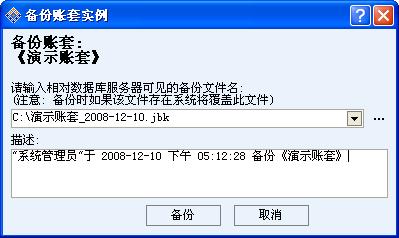 备份账套实例
备份账套:
《演示账套》
请输入相对数据库服务器可见的备份文件名:
(注意: 备份时如果该文件存在系统将覆盖此文件)
C:\演示账套_2008-12-10.jbk
...
描述:
"系统管理员"于 2008-12-10 下午 05:12:28 备份《演示账套》
备份 取消